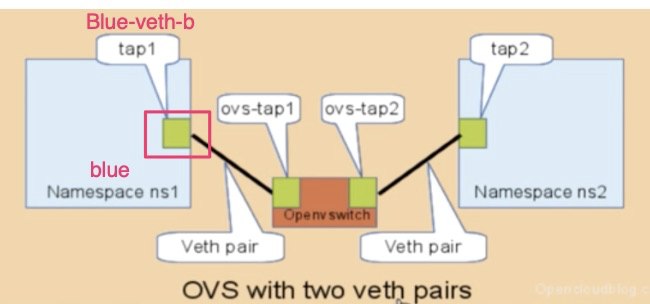 Blue-veth-b
tap1
tap2
ovs-tap1
ovs-tap2
blue
Namespace ns1
Openvswitch
Namespace ns2
Veth pair
Veth pair
OVS with two veth pairs